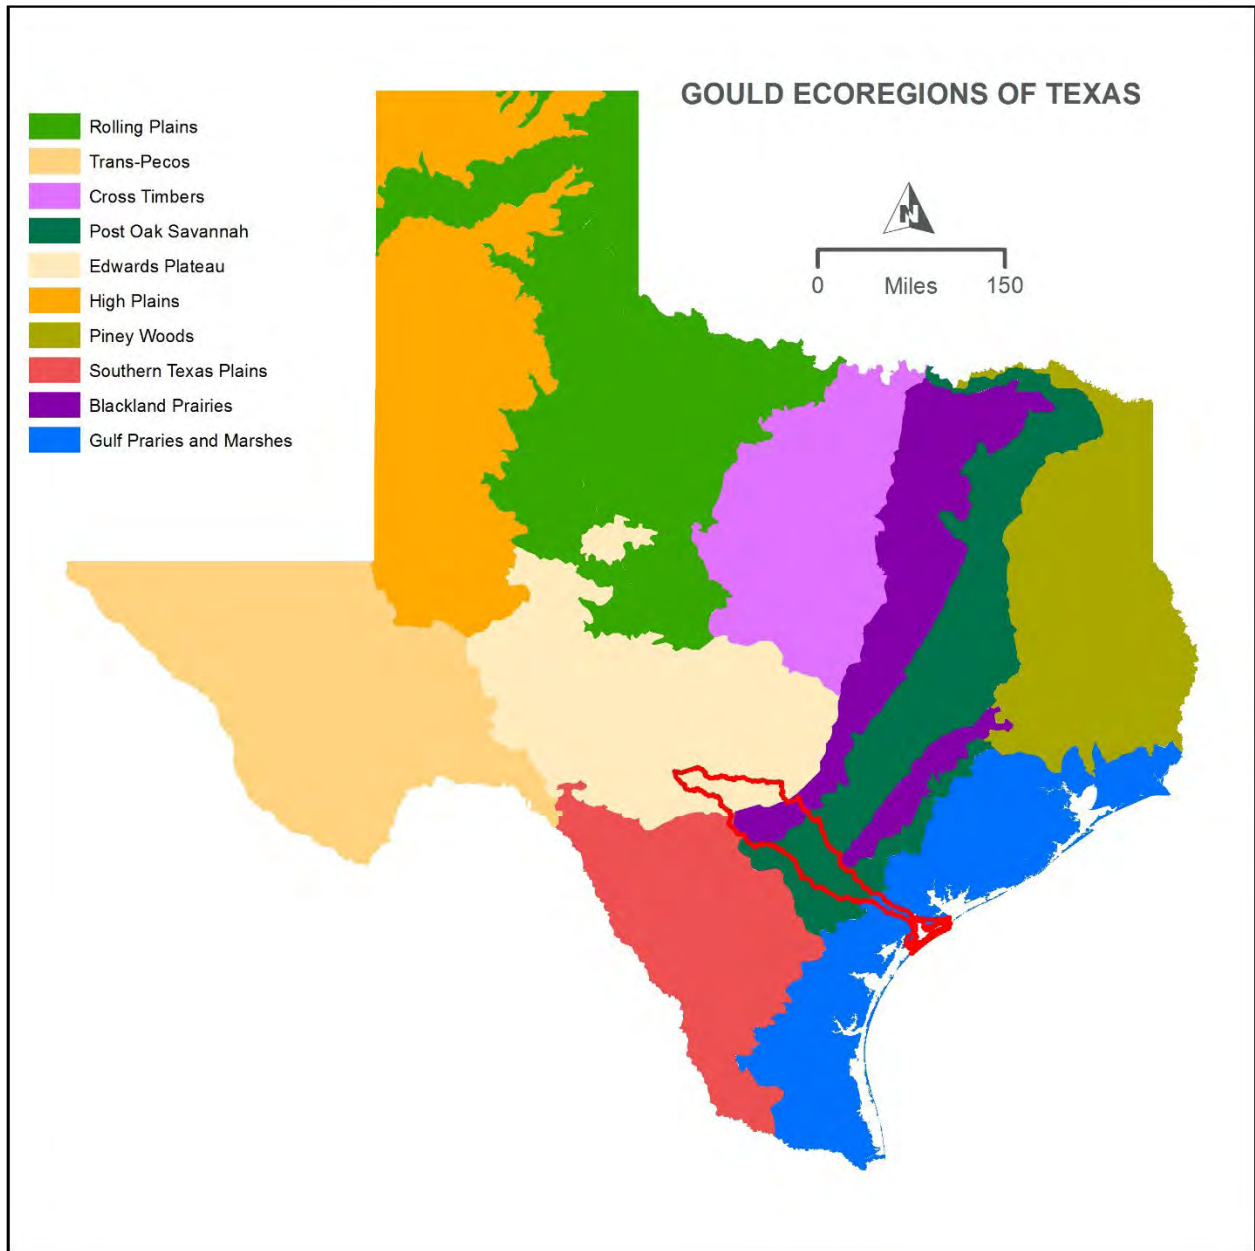 GOULD ECOREGIONS OF TEXAS
Rolling Plains
Trans-Pecos
Cross Timbers
Post Oak Savannah
Edwards Plateau
High Plains
Piney Woods
Southern Texas Plains
Blackland Prairies
Gulf Praries and Marshes
N
0 Miles 150